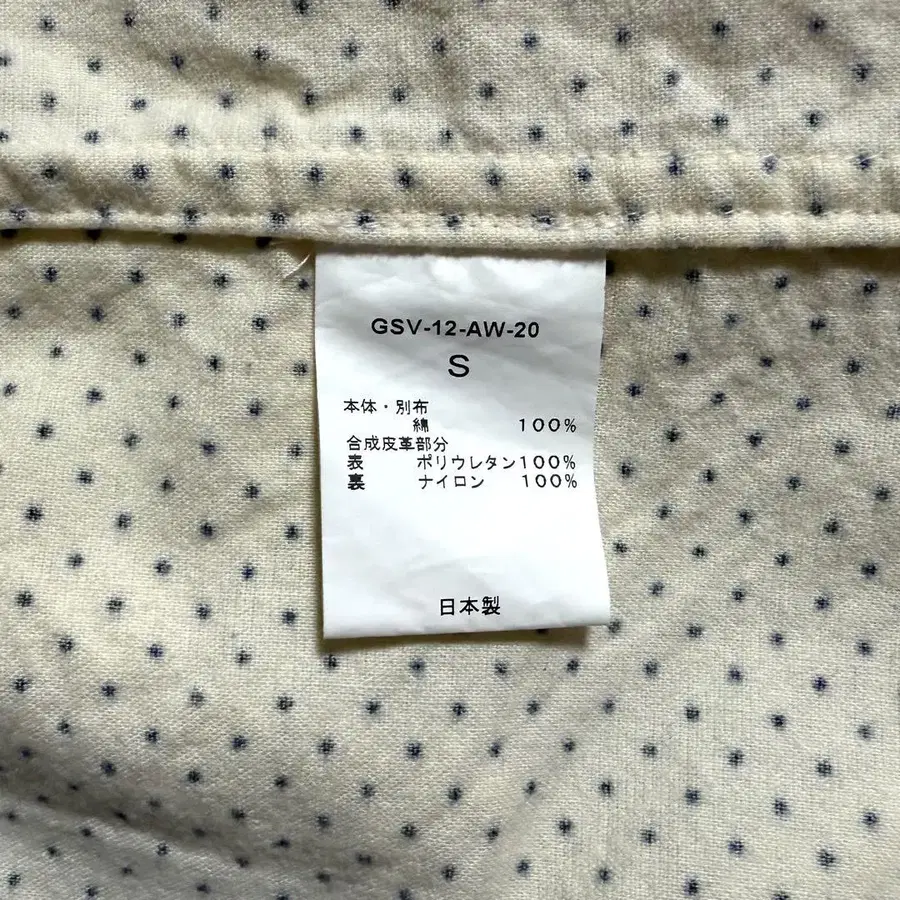 GSV-12-AW-20
S
本体・別布
綿 100%
合成皮革部分
表 ポリウレタン100%
裏 ナイロン 100%
日本製